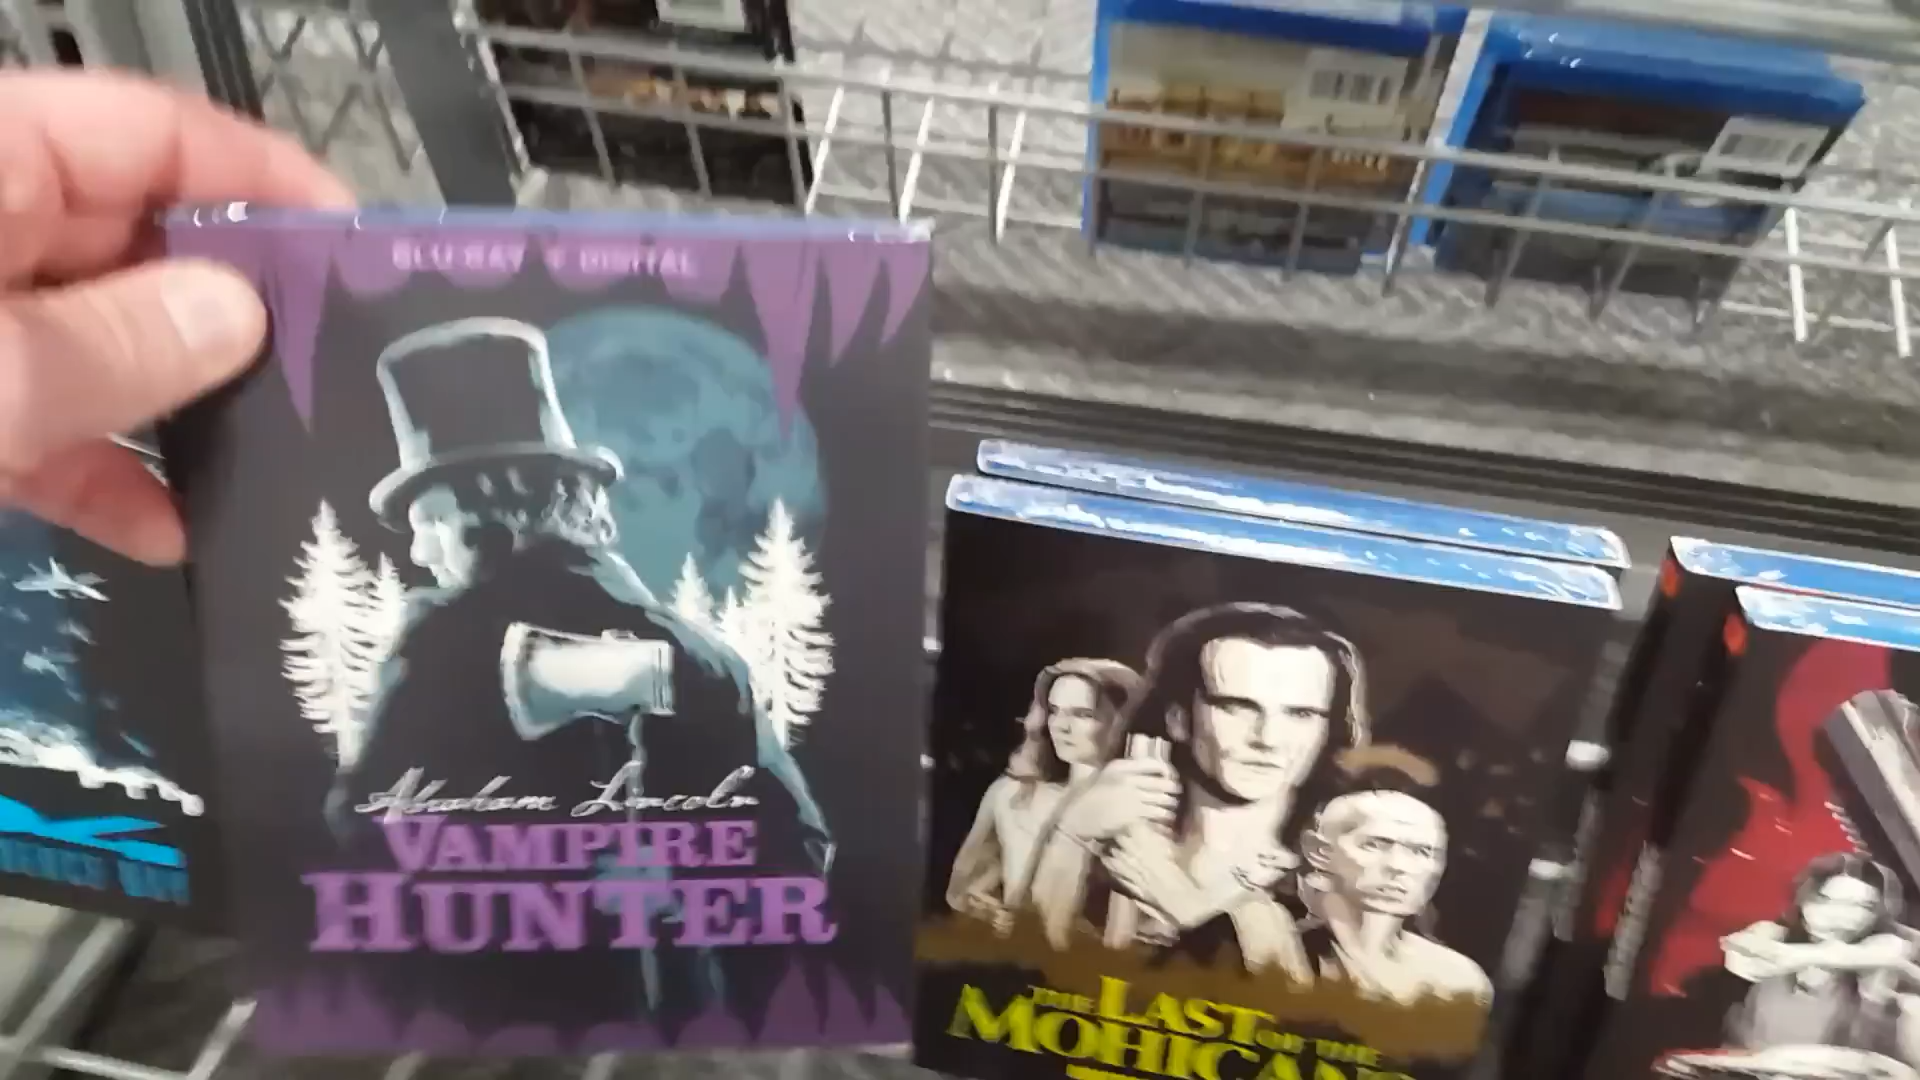 BLU-RAY + DIGITAL
Abraham Lincoln
VAMPIRE
HUNTER
THE LAST OF THE
MOHICANS